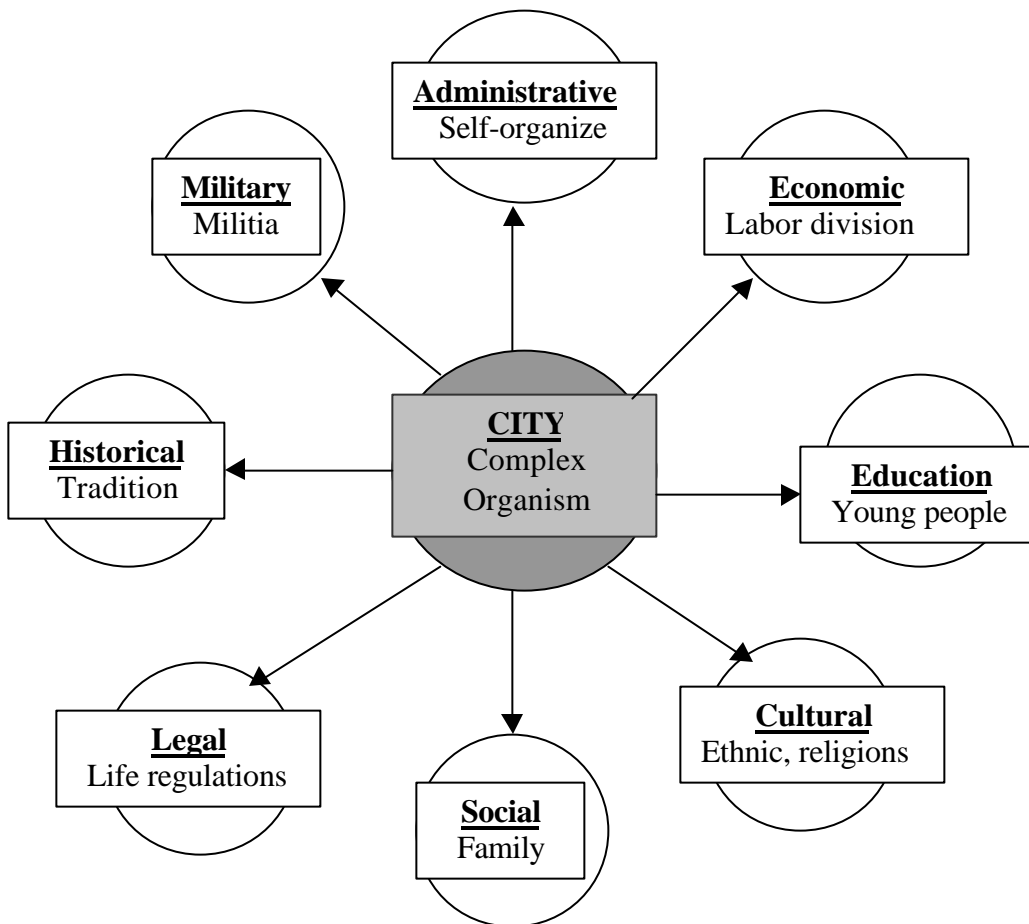 Administrative
Self-organize
Military
Militia
Economic
Labor division
CITY
Complex
Organism
Historical
Tradition
Education
Young people
Legal
Life regulations
Cultural
Ethnic, religions
Social
Family